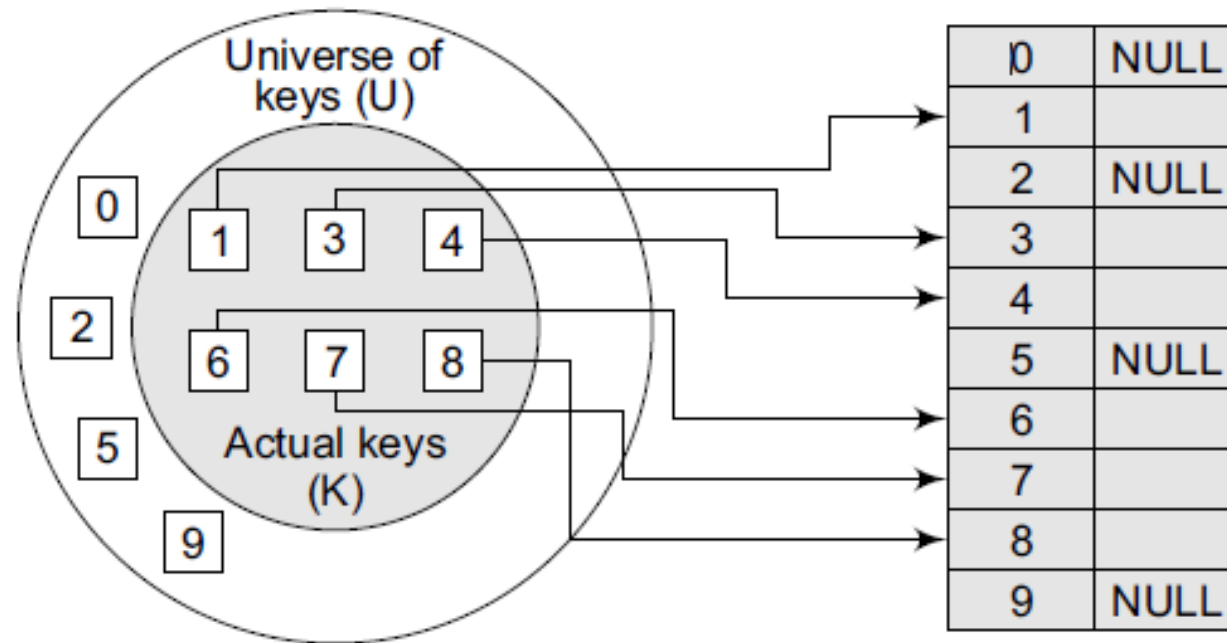 Universe of
keys (U)
0
1 3 4
2
6 7 8
5
Actual keys
(K)
9
0 NULL
1
2 NULL
3
4
5 NULL
6
7
8
9 NULL